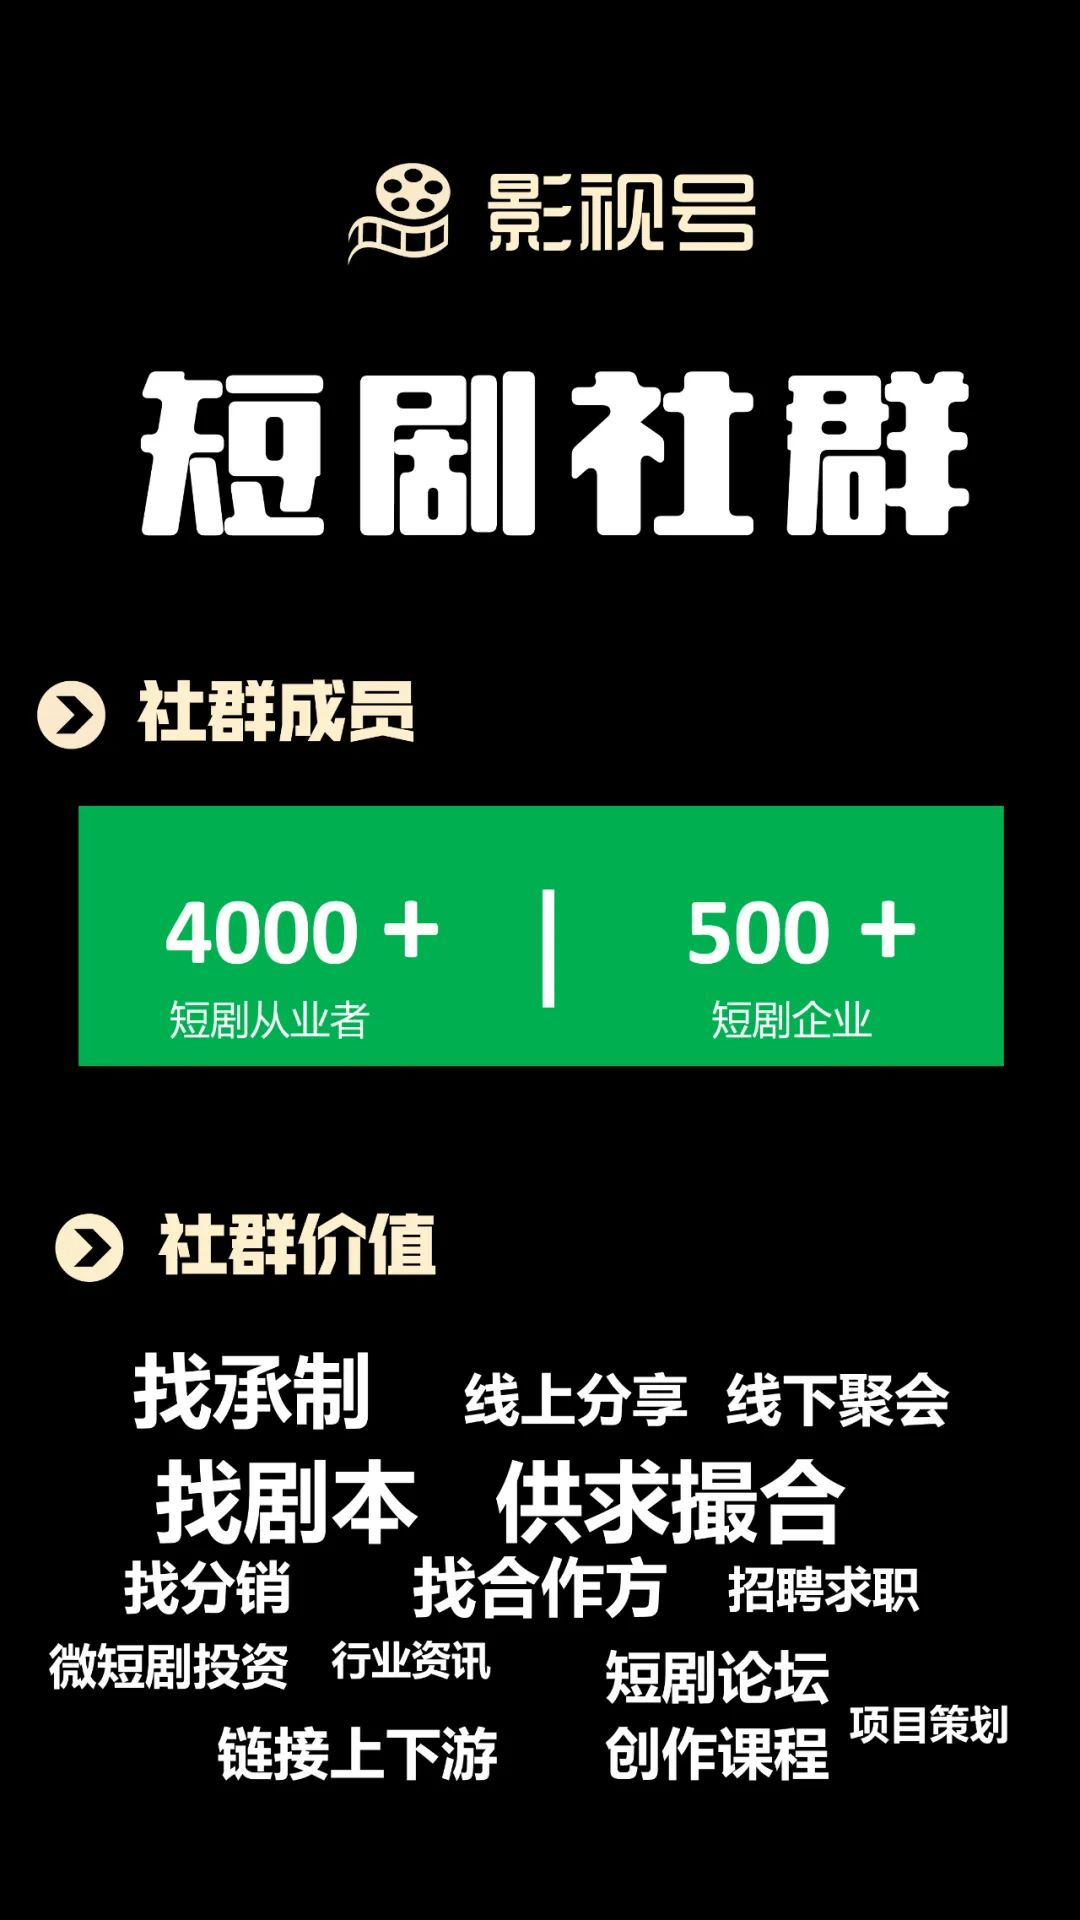 影视号
短剧社群
社群成员
4000 + | 500 +
短剧从业者 短剧企业
社群价值
找承制 线上分享 线下聚会
找剧本 供求撮合
找分销 找合作方 招聘求职
微短剧投资 行业资讯 短剧论坛
项目策划
链接上下游 创作课程